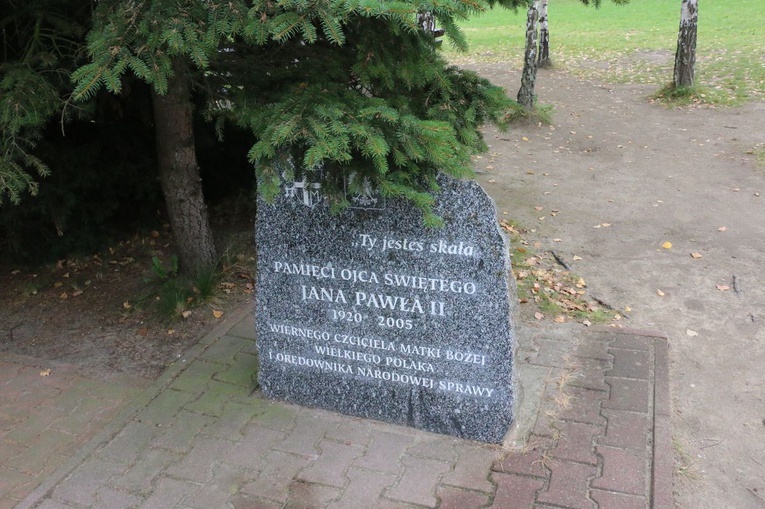 „Ty jesteś skałą
PAMIĘCI OJCA ŚWIĘTEGO
JANA PAWŁA II
1920 - 2005
WIERNEGO CZCICIELA MATKI BOŻEJ
WIELKIEGO POLAKA
I ORĘDOWNIKA NARODOWEJ SPRAWY